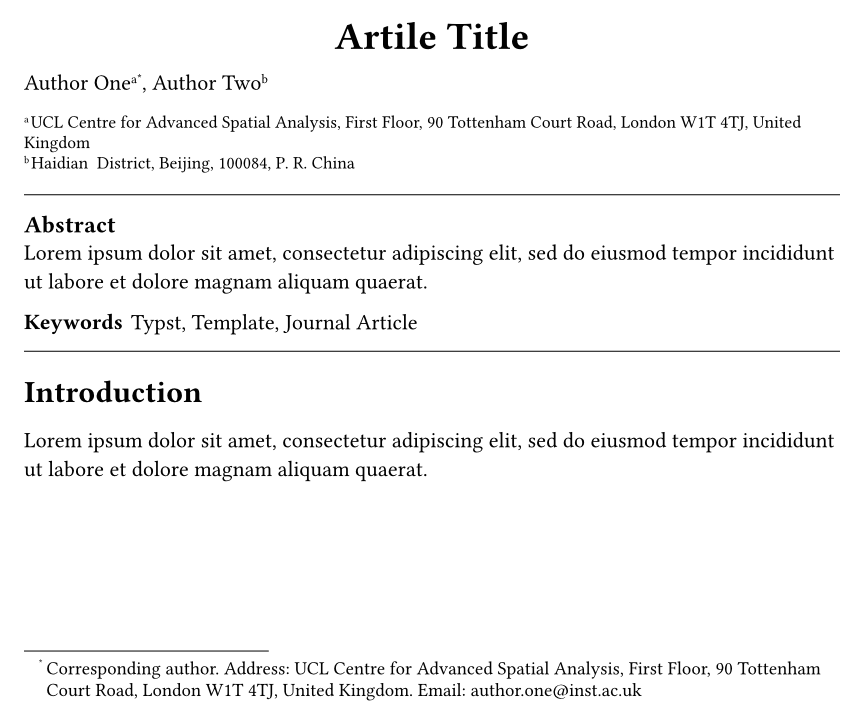 Artile Title
Author Oneᵃ*, Author Twoᵇ
ᵃUCL Centre for Advanced Spatial Analysis, First Floor, 90 Tottenham Court Road, London W1T 4TJ, United
Kingdom
ᵇHaidian District, Beijing, 100084, P. R. China
Abstract
Lorem ipsum dolor sit amet, consectetur adipiscing elit, sed do eiusmod tempor incididunt
ut labore et dolore magnam aliquam quaerat.
Keywords Typst, Template, Journal Article
Introduction
Lorem ipsum dolor sit amet, consectetur adipiscing elit, sed do eiusmod tempor incididunt
ut labore et dolore magnam aliquam quaerat.
* Corresponding author. Address: UCL Centre for Advanced Spatial Analysis, First Floor, 90 Tottenham
Court Road, London W1T 4TJ, United Kingdom. Email: author.one@inst.ac.uk